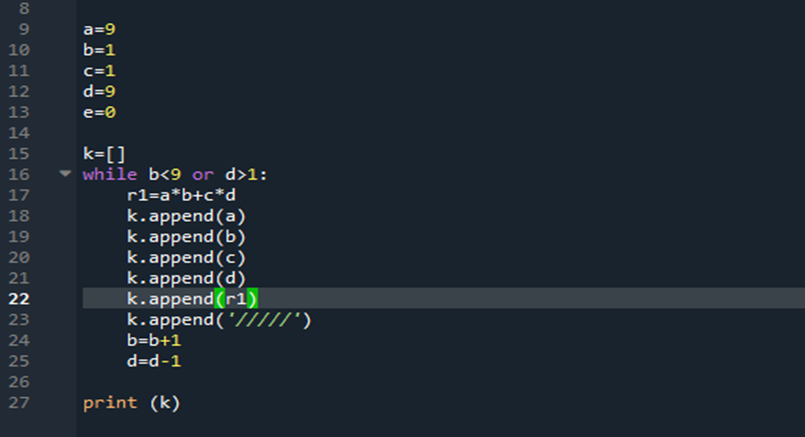 8
9 a=9
10 b=1
11 c=1
12 d=9
13 e=0
14
15 k=[]
16 while b<9 or d>1:
17 r1=a*b+c*d
18 k.append(a)
19 k.append(b)
20 k.append(c)
21 k.append(d)
22 k.append(r1)
23 k.append('/////')
24 b=b+1
25 d=d-1
26
27 print (k)